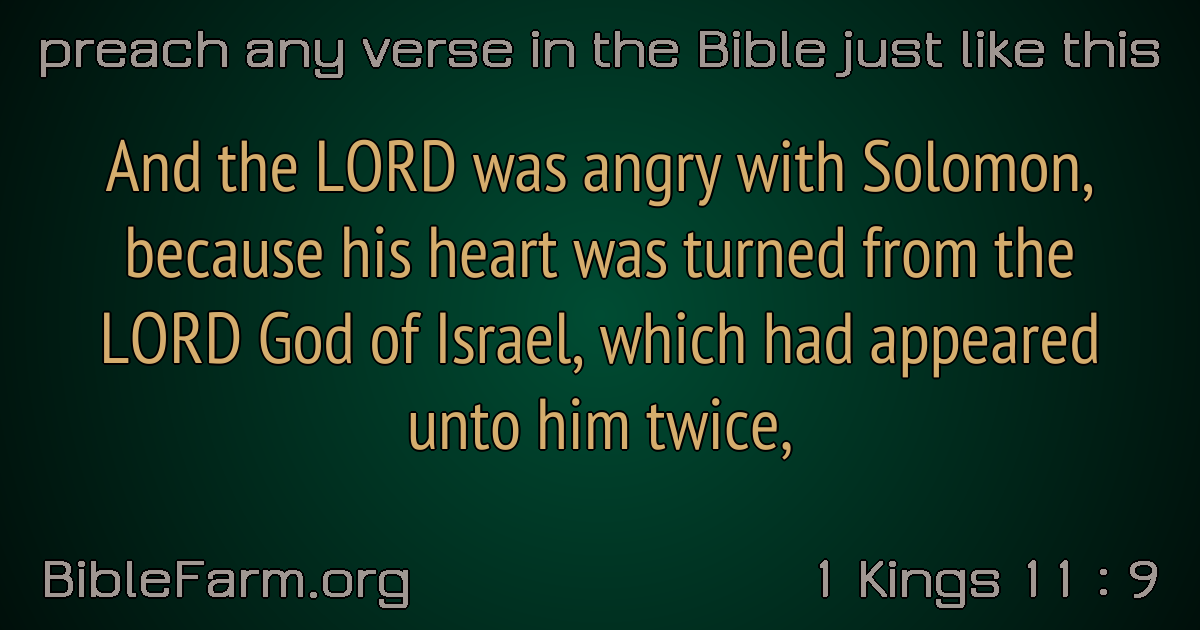 preach any verse in the Bible just like this
And the LORD was angry with Solomon,
because his heart was turned from the
LORD God of Israel, which had appeared
unto him twice,
BibleFarm.org
1 Kings 11 : 9